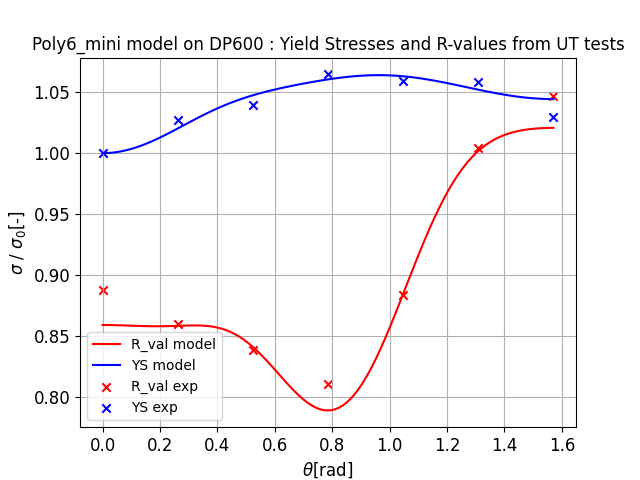 Poly6_mini model on DP600 : Yield Stresses and R-values from UT tests
1.05
1.00
0.95
0.90
0.85
0.80
σ / σ₀[-]
R_val model
YS model
R_val exp
YS exp
0.0 0.2 0.4 0.6 0.8 1.0 1.2 1.4 1.6
θ[rad]